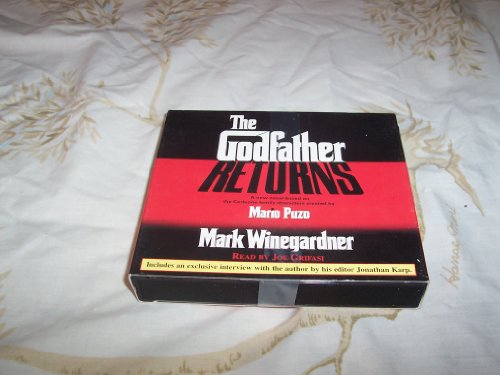 The
Godfather
RETURNS
A new novel based on
the Corleone family characters created by
Mario Puzo
Mark Winegardner
READ BY JOE GRIFASI
Includes an exclusive interview with the author by his editor Jonathan Karp.